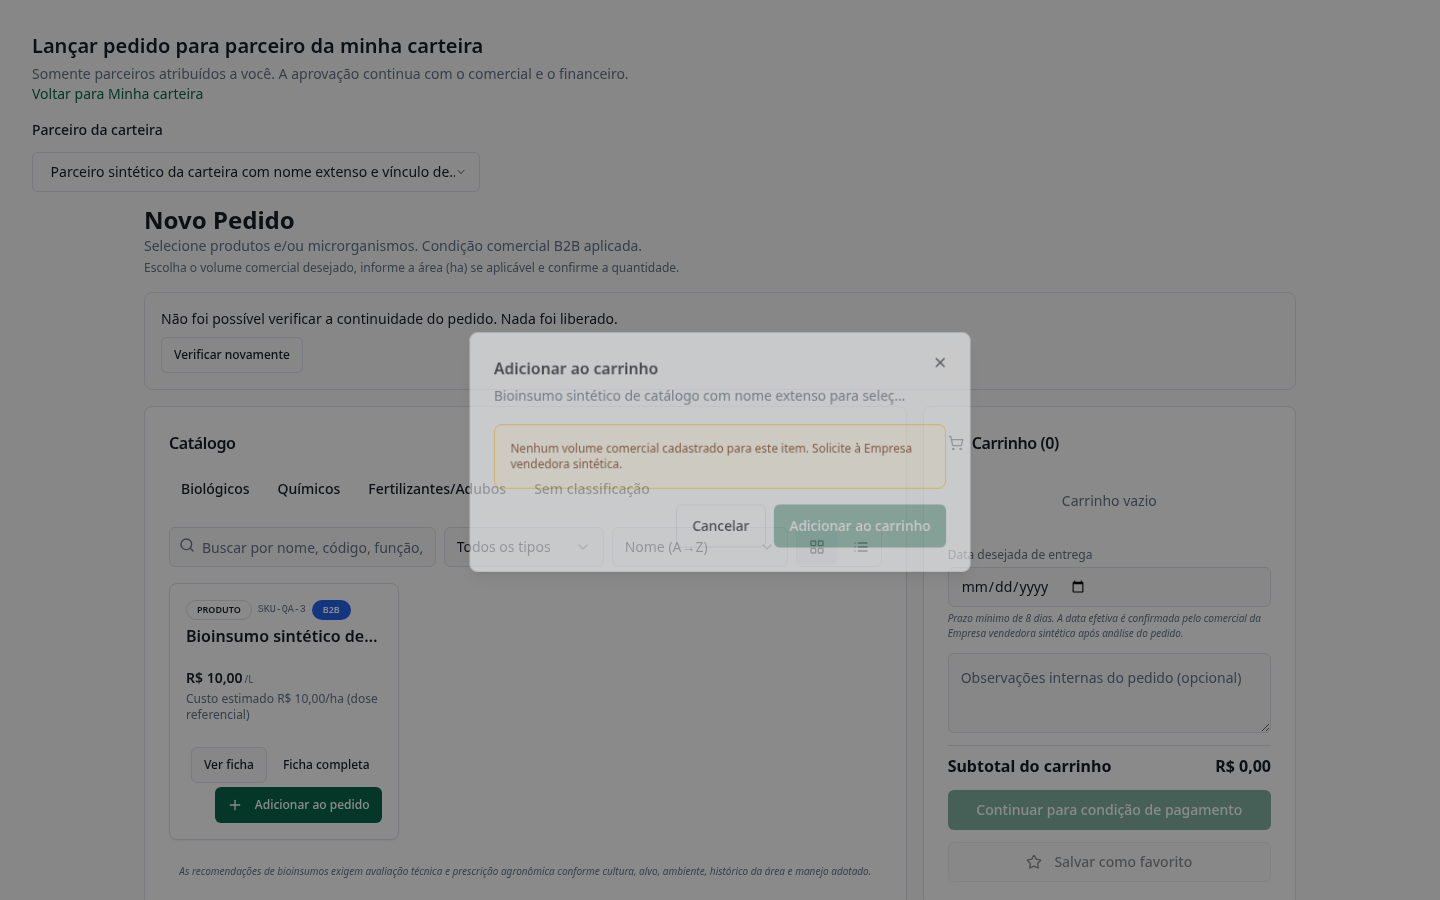 Lançar pedido para parceiro da minha carteira
Somente parceiros atribuídos a você. A aprovação continua com o comercial e o financeiro.
Voltar para Minha carteira
Parceiro da carteira
Parceiro sintético da carteira com nome extenso e vínculo de..
Novo Pedido
Selecione produtos e/ou microrganismos. Condição comercial B2B aplicada.
Escolha o volume comercial desejado, informe a área (ha) se aplicável e confirme a quantidade.
Não foi possível verificar a continuidade do pedido. Nada foi liberado.
Verificar novamente
Adicionar ao carrinho
Bioinsumo sintético de catálogo com nome extenso para seleç...
Nenhum volume comercial cadastrado para este item. Solicite à Empresa
vendedora sintética.
Cancelar
Adicionar ao carrinho
Catálogo
Biológicos
Químicos
Fertilizantes/Adubos
Sem classificação
Buscar por nome, código, função,
Todos os tipos
Nome (A→Z)
PRODUTO
SKU-QA-3
B2B
Bioinsumo sintético de...
R$ 10,00 /L
Custo estimado R$ 10,00/ha (dose
referencial)
Ver ficha
Ficha completa
Adicionar ao pedido
As recomendações de bioinsumos exigem avaliação técnica e prescrição agronômica conforme cultura, alvo, ambiente, histórico da área e manejo adotado.
Carrinho (0)
Carrinho vazio
Data desejada de entrega
mm/dd/yyyy
Prazo mínimo de 8 dias. A data efetiva é confirmada pelo comercial da
Empresa vendedora sintética após análise do pedido.
Observações internas do pedido (opcional)
Subtotal do carrinho
R$ 0,00
Continuar para condição de pagamento
Salvar como favorito